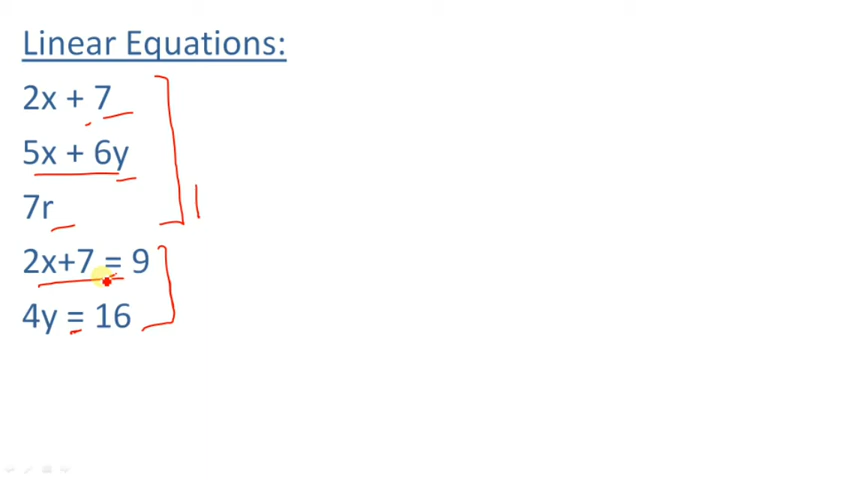 Linear Equations:
2x + 7
5x + 6y
7r
2x+7 = 9
4y = 16